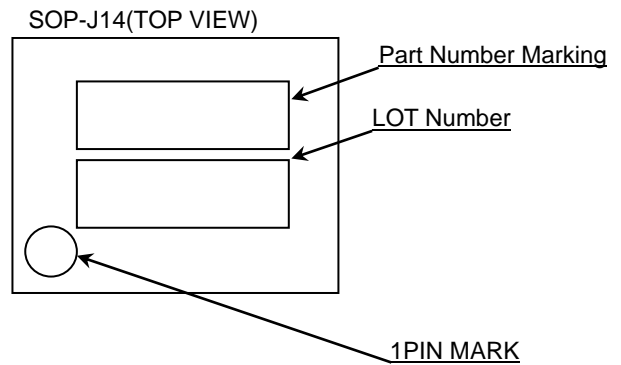 SOP-J14(TOP VIEW)
Part Number Marking
LOT Number
1PIN MARK